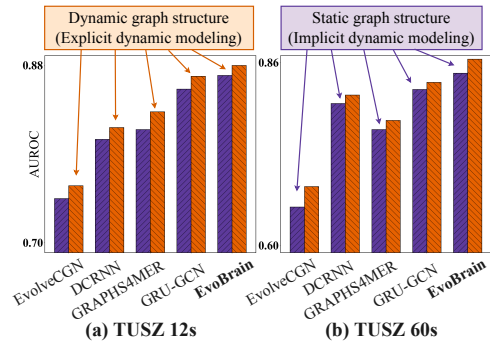 Dynamic graph structure
(Explicit dynamic modeling)
Static graph structure
(Implicit dynamic modeling)
0.88
AUROC
0.70
EvolveCGN
DCRNN
GRAPHS4MER
GRU-GCN
EvoBrain
(a) TUSZ 12s
0.86
0.60
EvolveCGN
DCRNN
GRAPHS4MER
GRU-GCN
EvoBrain
(b) TUSZ 60s